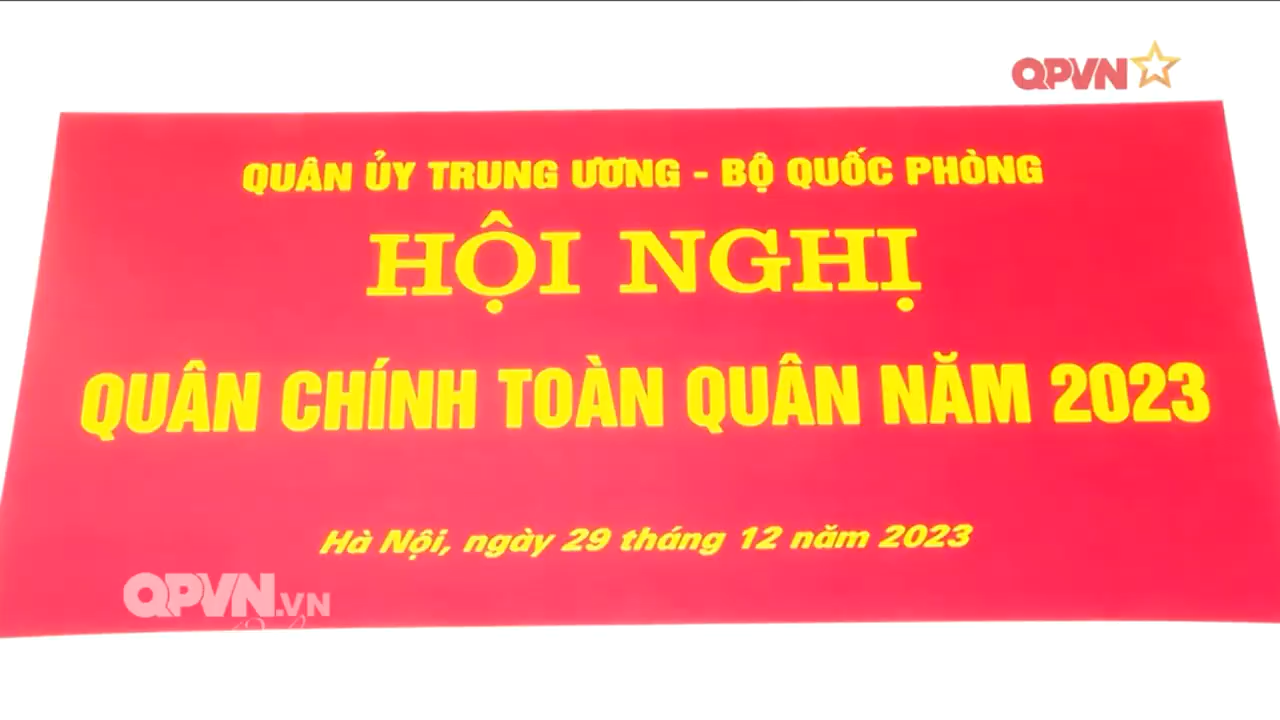 QPVN
QUÂN ỦY TRUNG ƯƠNG - BỘ QUỐC PHÒNG
HỘI NGHỊ
QUÂN CHÍNH TOÀN QUÂN NĂM 2023
Hà Nội, ngày 29 tháng 12 năm 2023
QPVN.VN